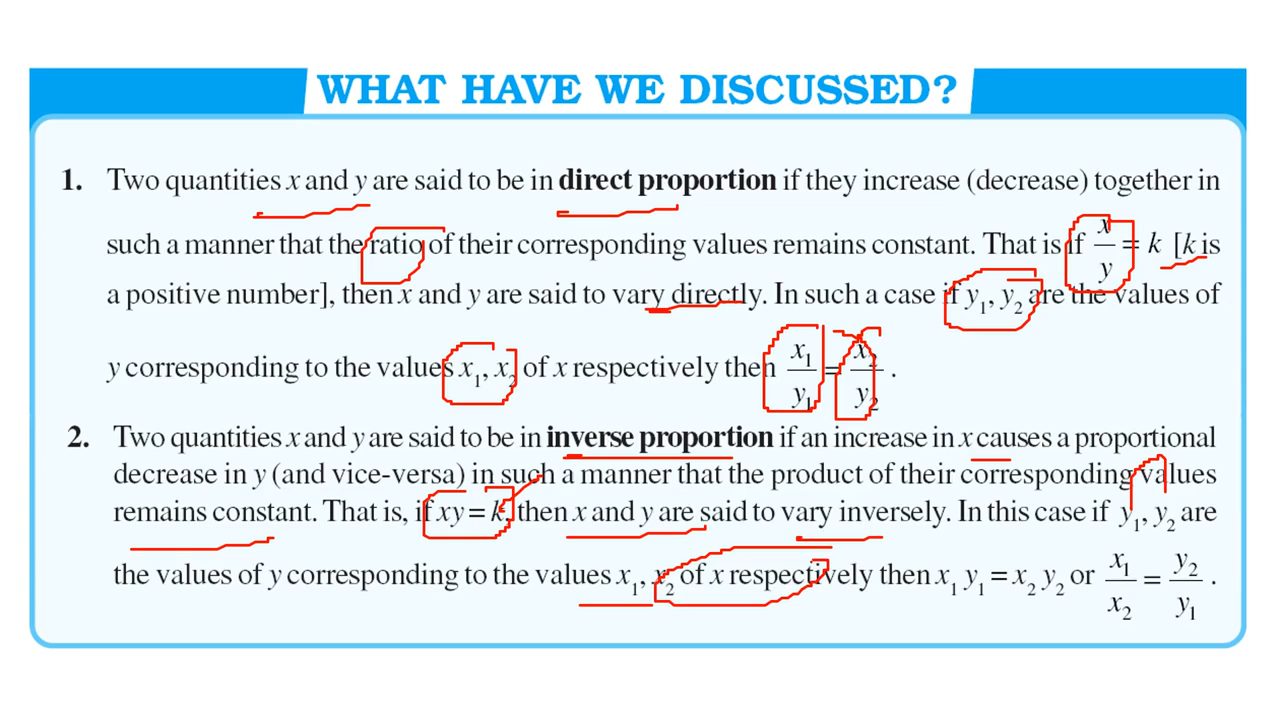 WHAT HAVE WE DISCUSSED?
1. Two quantities x and y are said to be in direct proportion if they increase (decrease) together in
such a manner that the ratio of their corresponding values remains constant. That is if x/y = k [k is
a positive number], then x and y are said to vary directly. In such a case if y₁, y₂ are the values of
y corresponding to the values x₁, x₂ of x respectively then x₁/y₁ = x₂/y₂ .
2. Two quantities x and y are said to be in inverse proportion if an increase in x causes a proportional
decrease in y (and vice-versa) in such a manner that the product of their corresponding values
remains constant. That is, if xy = k, then x and y are said to vary inversely. In this case if y₁, y₂ are
the values of y corresponding to the values x₁, x₂ of x respectively then x₁ y₁ = x₂ y₂ or x₁/x₂ = y₂/y₁ .